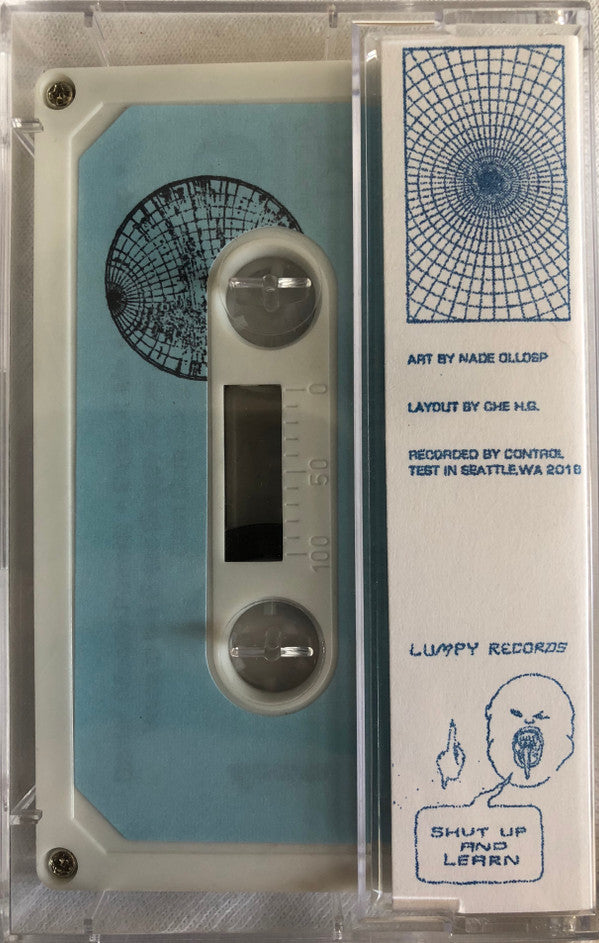 ART BY NADE OLLOSP
LAYOUT BY CHE H.G.
RECORDED BY CONTROL
TEST IN SEATTLE,WA 2018
LUMPY RECORDS
SHUT UP
AND
LEARN
0
50
100